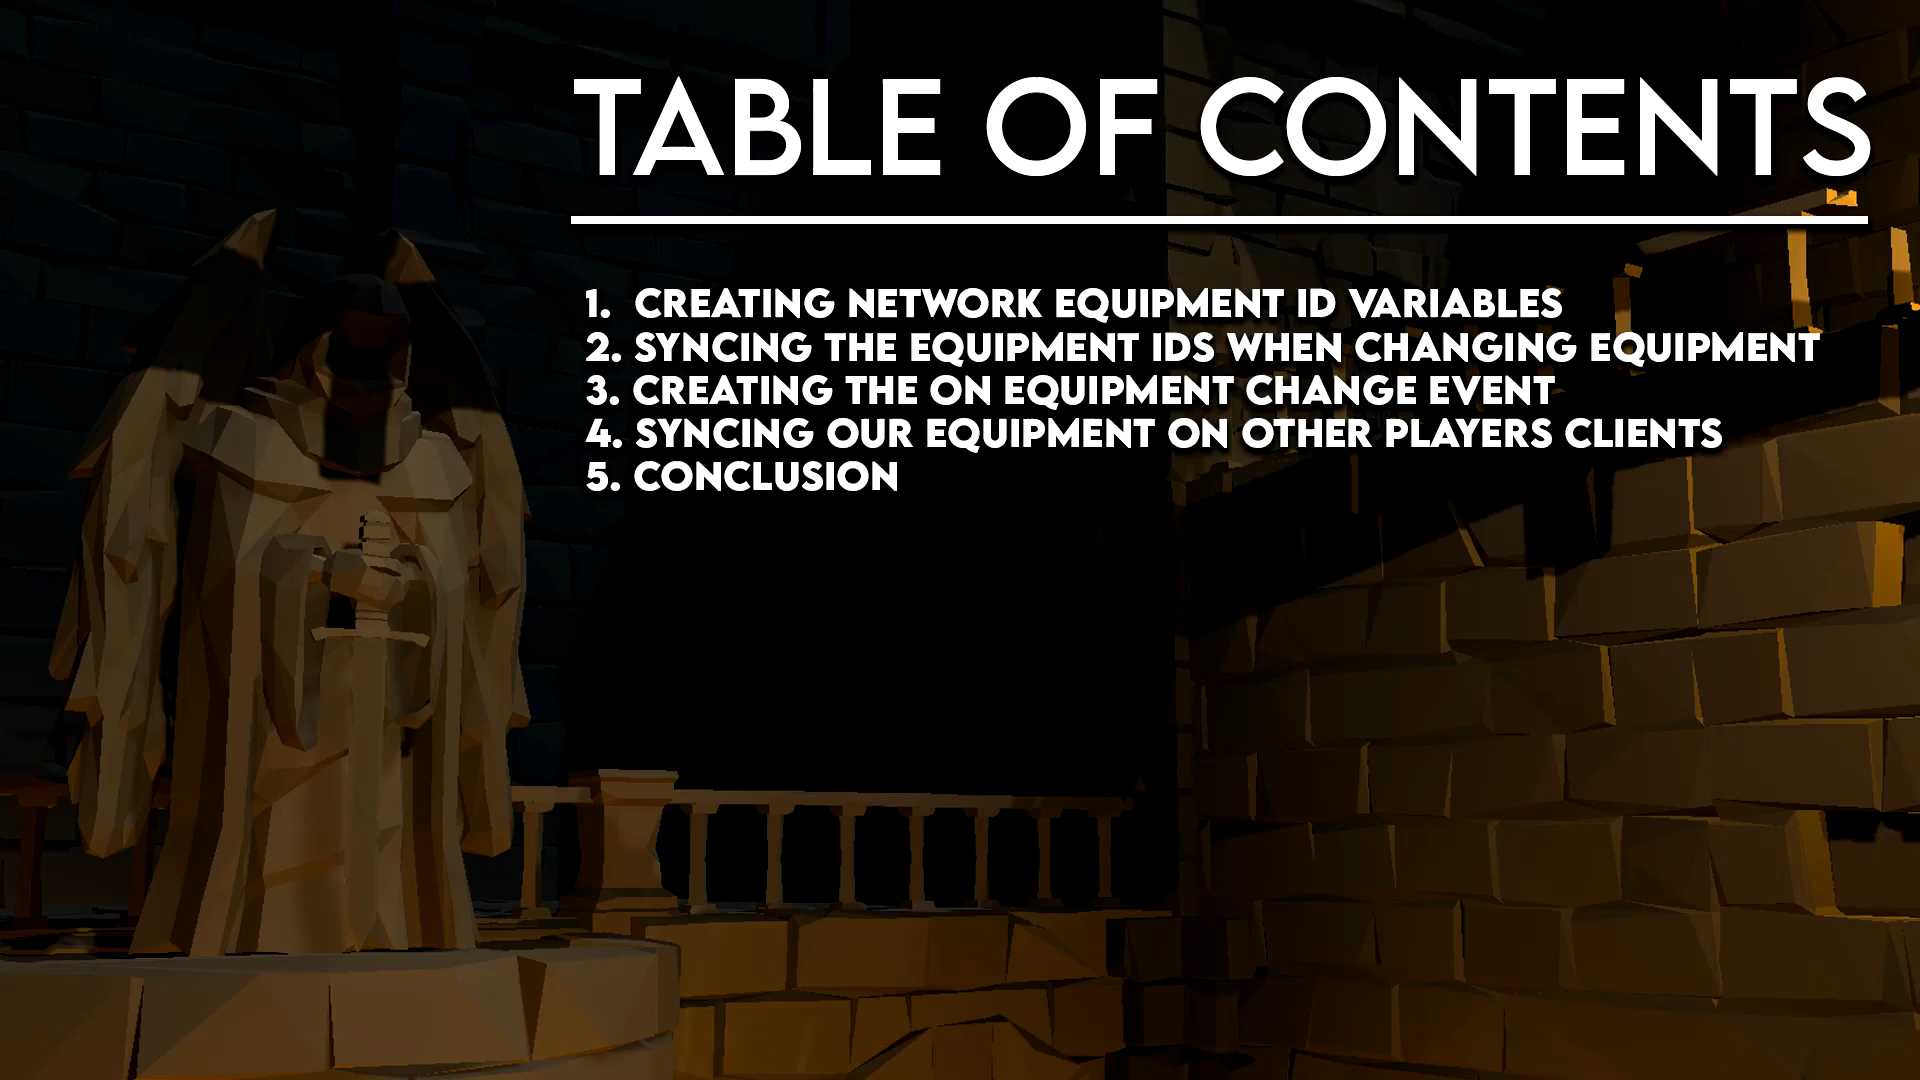 TABLE OF CONTENTS
1. CREATING NETWORK EQUIPMENT ID VARIABLES
2. SYNCING THE EQUIPMENT IDS WHEN CHANGING EQUIPMENT
3. CREATING THE ON EQUIPMENT CHANGE EVENT
4. SYNCING OUR EQUIPMENT ON OTHER PLAYERS CLIENTS
5. CONCLUSION